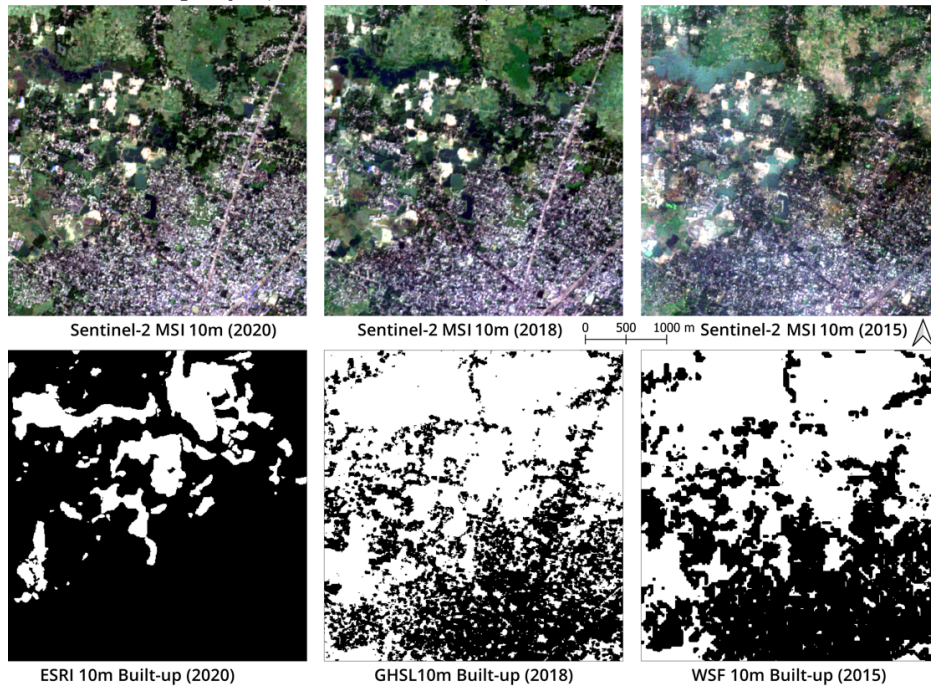 Sentinel-2 MSI 10m (2020)
Sentinel-2 MSI 10m (2018)
0 500 1000 m
Sentinel-2 MSI 10m (2015)
ESRI 10m Built-up (2020)
GHSL10m Built-up (2018)
WSF 10m Built-up (2015)